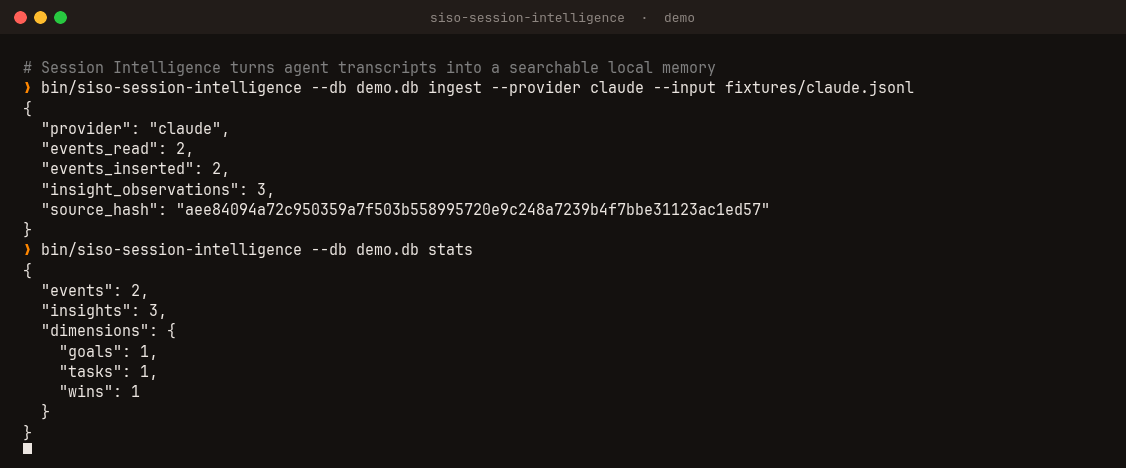 siso-session-intelligence · demo
# Session Intelligence turns agent transcripts into a searchable local memory
❯ bin/siso-session-intelligence --db demo.db ingest --provider claude --input fixtures/claude.jsonl
{
  "provider": "claude",
  "events_read": 2,
  "events_inserted": 2,
  "insight_observations": 3,
  "source_hash": "aee84094a72c950359a7f503b558995720e9c248a7239b4f7bbe31123ac1ed57"
}
❯ bin/siso-session-intelligence --db demo.db stats
{
  "events": 2,
  "insights": 3,
  "dimensions": {
    "goals": 1,
    "tasks": 1,
    "wins": 1
  }
}